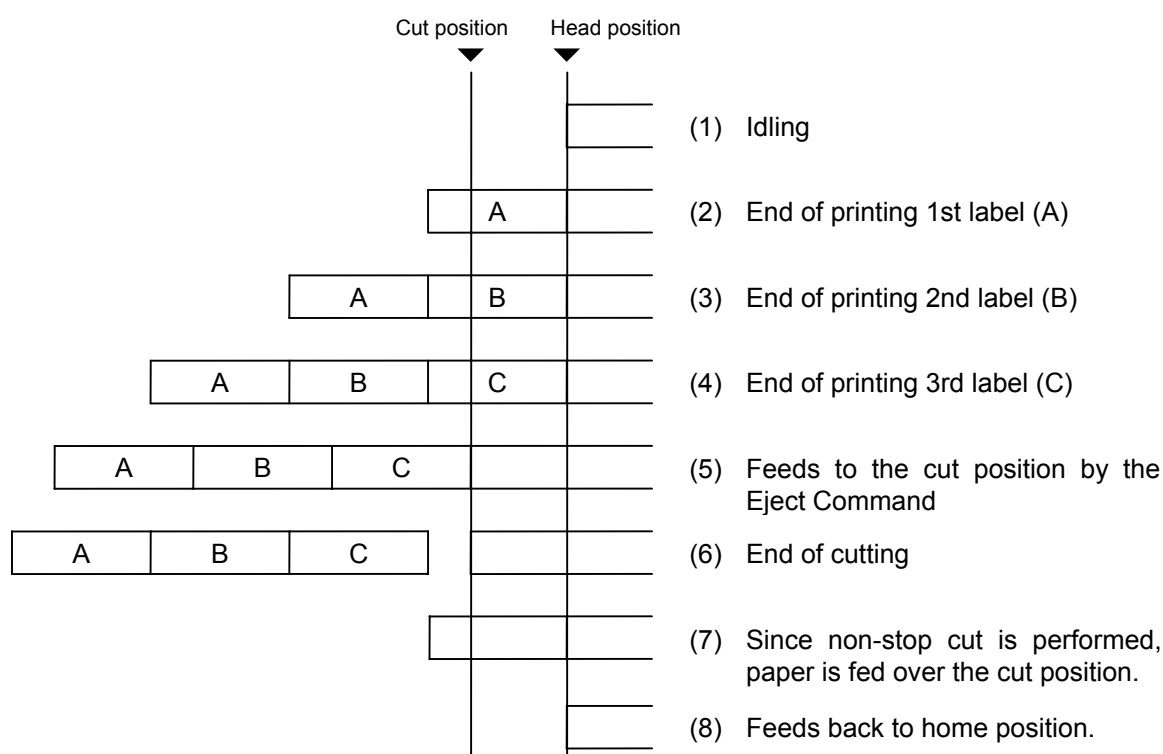 Cut position Head position
(1) Idling
A (2) End of printing 1st label (A)
A B (3) End of printing 2nd label (B)
A B C (4) End of printing 3rd label (C)
A B C (5) Feeds to the cut position by the
Eject Command
A B C (6) End of cutting
(7) Since non-stop cut is performed,
paper is fed over the cut position.
(8) Feeds back to home position.